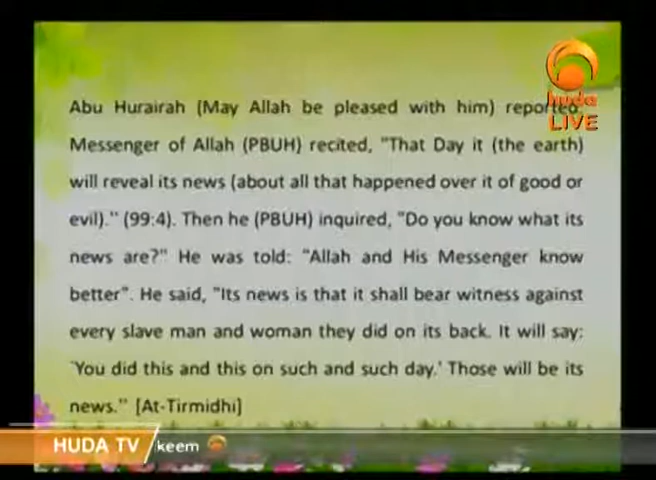 huda
LIVE
Abu Hurairah (May Allah be pleased with him) reported:
Messenger of Allah (PBUH) recited, "That Day it (the earth)
will reveal its news (about all that happened over it of good or
evil)." (99:4). Then he (PBUH) inquired, "Do you know what its
news are?" He was told: "Allah and His Messenger know
better". He said, "Its news is that it shall bear witness against
every slave man and woman they did on its back. It will say:
`You did this and this on such and such day.' Those will be its
news." [At-Tirmidhi]
HUDA TV keem